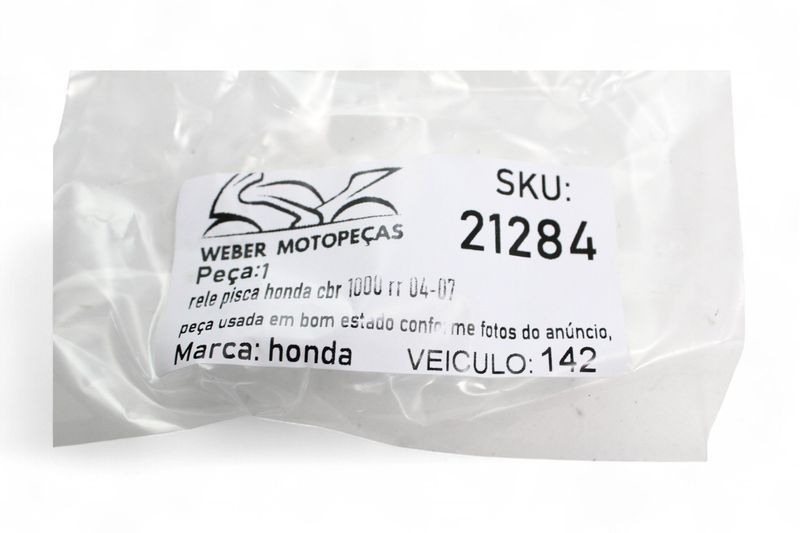 SKU:
21284
WEBER MOTOPEÇAS
Peça:1
rele pisca honda cbr 1000 rr 04-07
peça usada em bom estado conforme fotos do anúncio,
Marca: honda VEICULO: 142